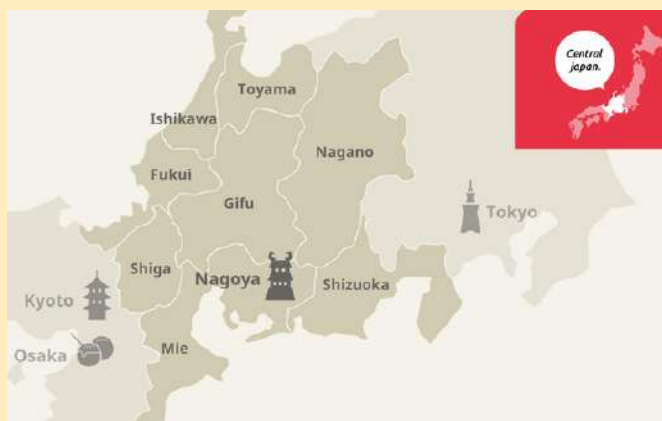 Central
japan.
Toyama
Ishikawa
Nagano
Fukui
Gifu
Tokyo
Shiga
Nagoya
Shizuoka
Kyoto
Osaka
Mie